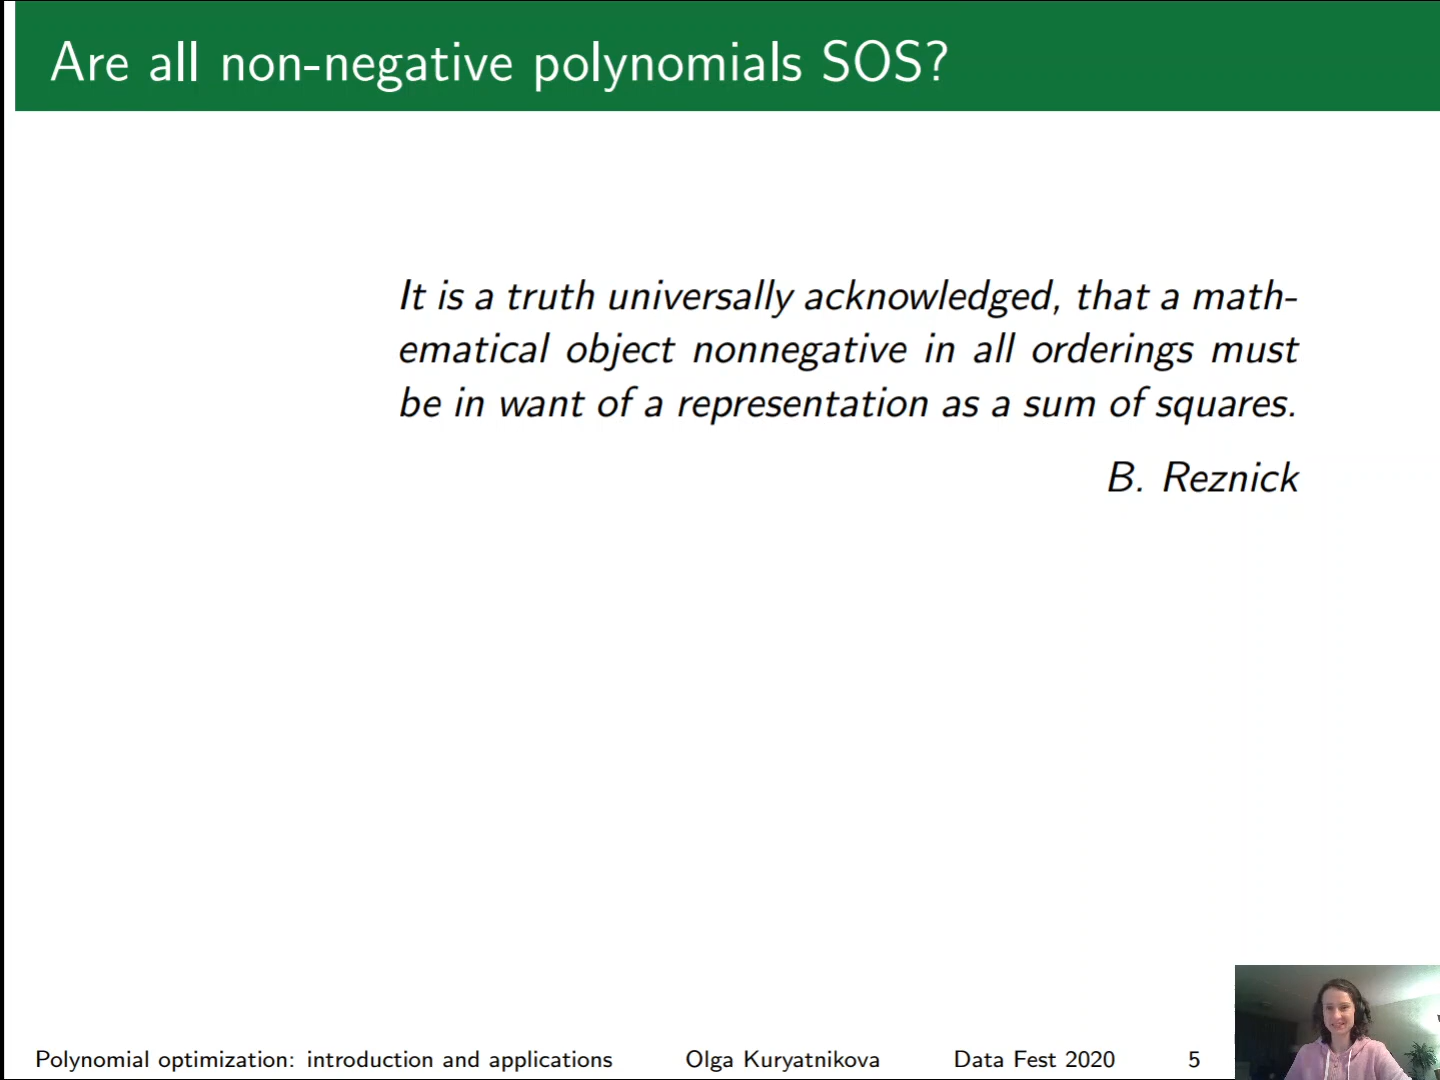 Are all non-negative polynomials SOS?
It is a truth universally acknowledged, that a math-
ematical object nonnegative in all orderings must
be in want of a representation as a sum of squares.
B. Reznick
Polynomial optimization: introduction and applications Olga Kuryatnikova Data Fest 2020 5